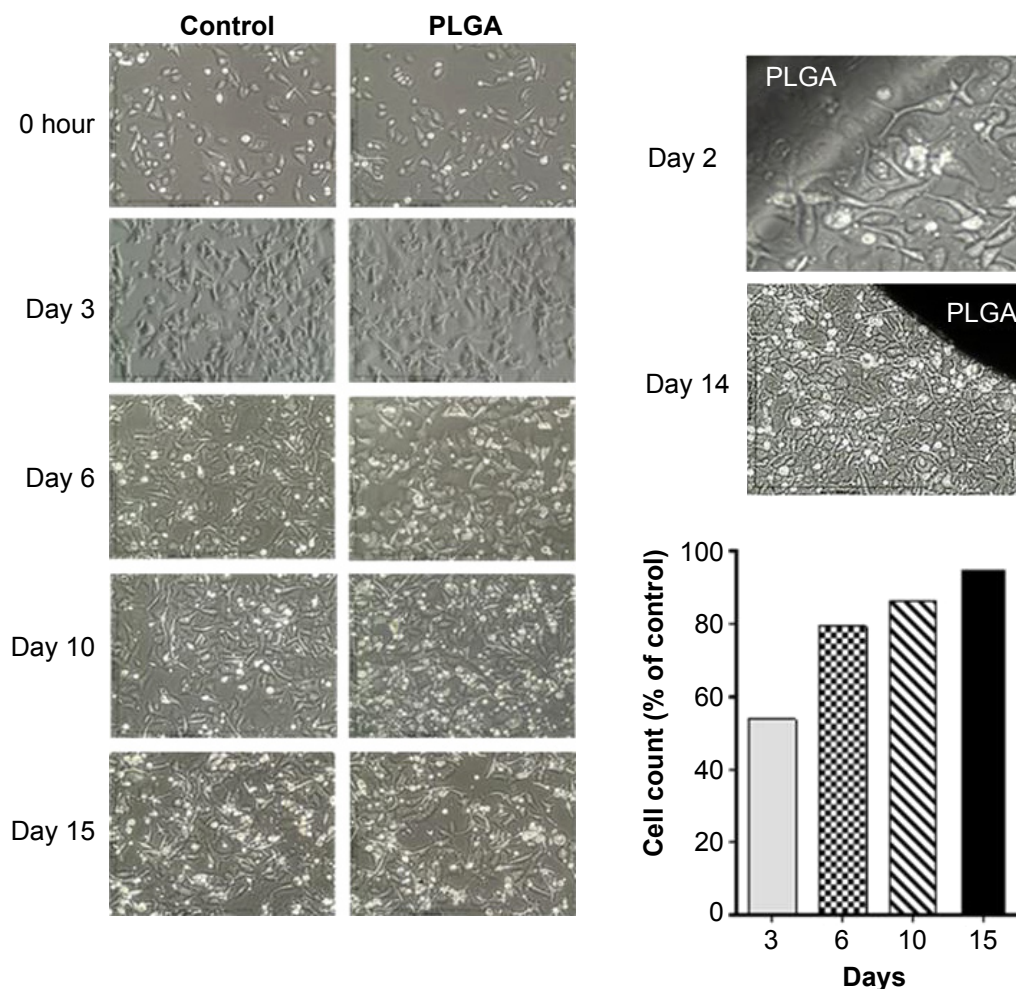 Control PLGA
0 hour
Day 3
Day 6
Day 10
Day 15
PLGA
Day 2
PLGA
Day 14
Cell count (% of control)
100
80
60
40
20
0
3 6 10 15
Days